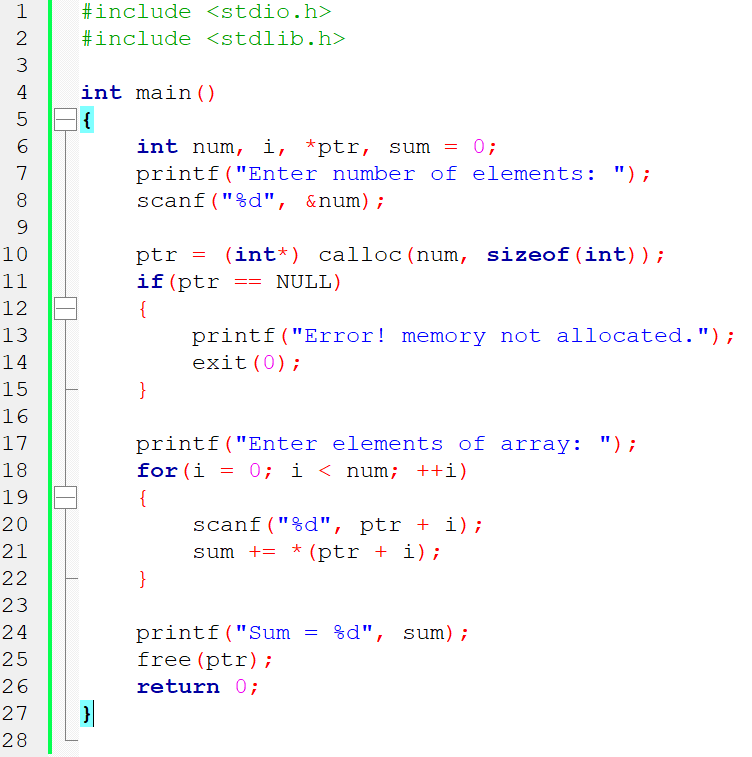 1 #include <stdio.h>
2 #include <stdlib.h>
3
4 int main()
5 {
6 int num, i, *ptr, sum = 0;
7 printf("Enter number of elements: ");
8 scanf("%d", &num);
9
10 ptr = (int*) calloc(num, sizeof(int));
11 if(ptr == NULL)
12 {
13 printf("Error! memory not allocated.");
14 exit(0);
15 }
16
17 printf("Enter elements of array: ");
18 for(i = 0; i < num; ++i)
19 {
20 scanf("%d", ptr + i);
21 sum += *(ptr + i);
22 }
23
24 printf("Sum = %d", sum);
25 free(ptr);
26 return 0;
27 }
28